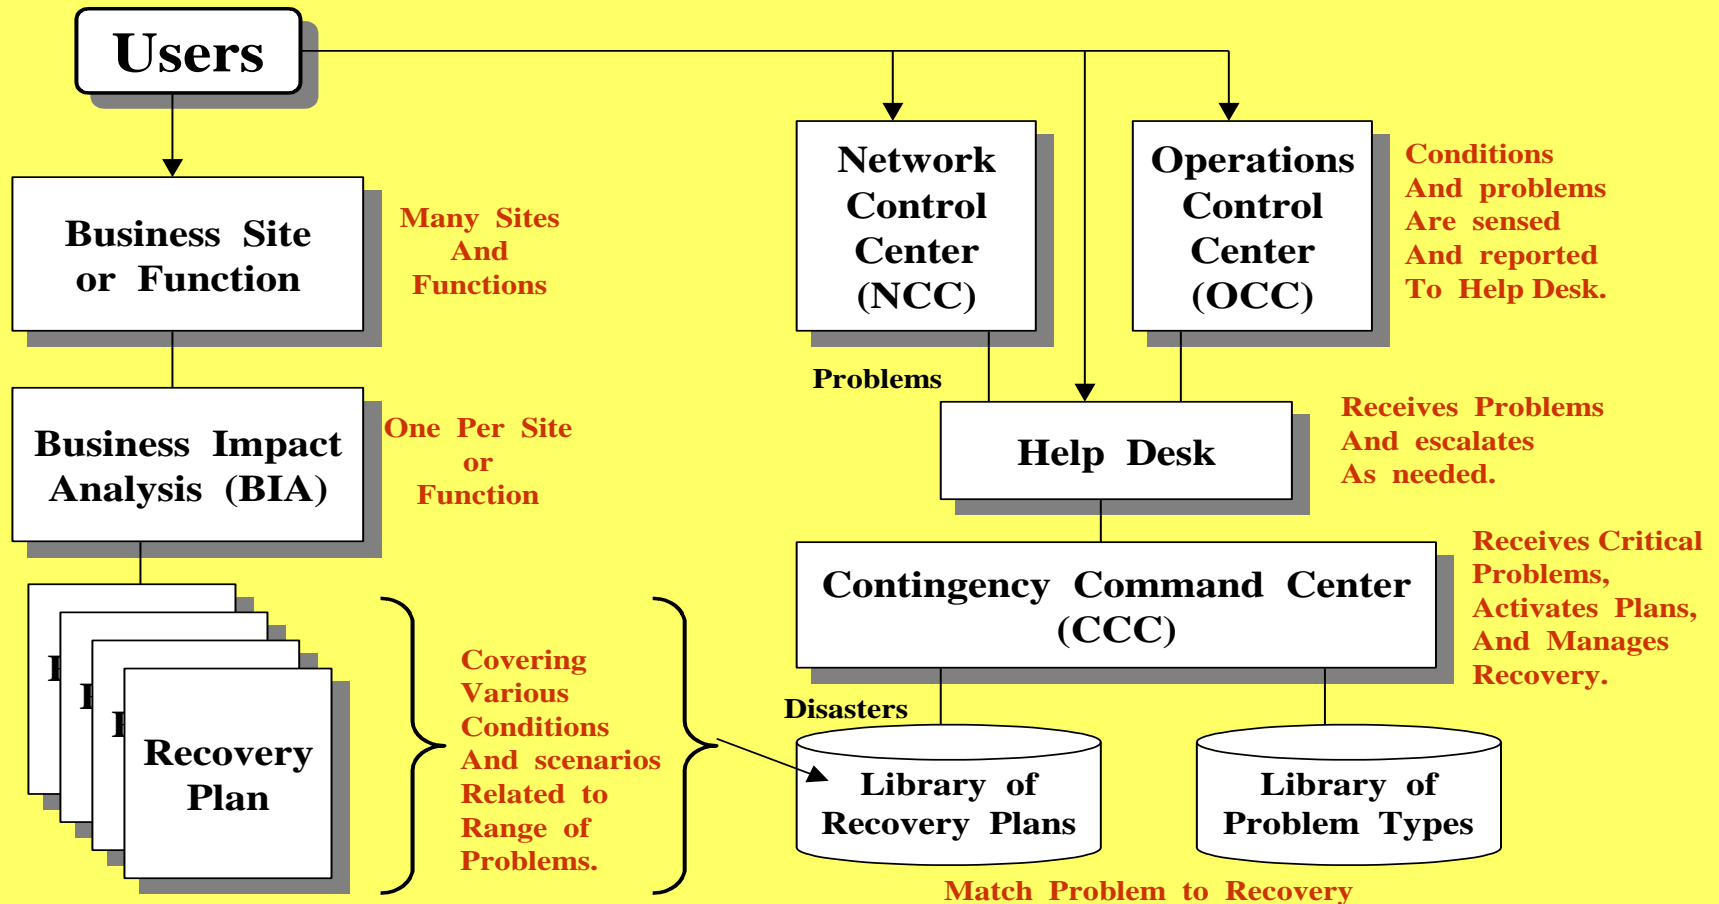 Users
Business Site
or Function
Many Sites
And
Functions
Business Impact
Analysis (BIA)
One Per Site
or
Function
Recovery
Plan
Covering
Various
Conditions
And scenarios
Related to
Range of
Problems.
Network
Control
Center
(NCC)
Operations
Control
Center
(OCC)
Conditions
And problems
Are sensed
And reported
To Help Desk.
Problems
Help Desk
Receives Problems
And escalates
As needed.
Contingency Command Center
(CCC)
Receives Critical
Problems,
Activates Plans,
And Manages
Recovery.
Disasters
Library of
Recovery Plans
Library of
Problem Types
Match Problem to Recovery